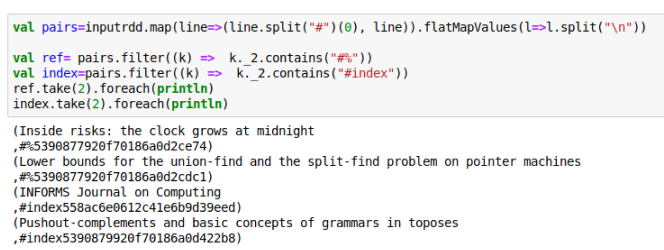 val pairs=inputrdd.map(line=>(line.split("#")(0), line)).flatMapValues(l=>l.split("\n"))
val ref= pairs.filter((k) => k._2.contains("#%"))
val index=pairs.filter((k) => k._2.contains("#index"))
ref.take(2).foreach(println)
index.take(2).foreach(println)
(Inside risks: the clock grows at midnight
,#%5390877920f70186a0d2ce74)
(Lower bounds for the union-find and the split-find problem on pointer machines
,#%5390877920f70186a0d2cdc1)
(INFORMS Journal on Computing
,#index558ac6e0612c41e6b9d39eed)
(Pushout-complements and basic concepts of grammars in toposes
,#index5390879920f70186a0d422b8)